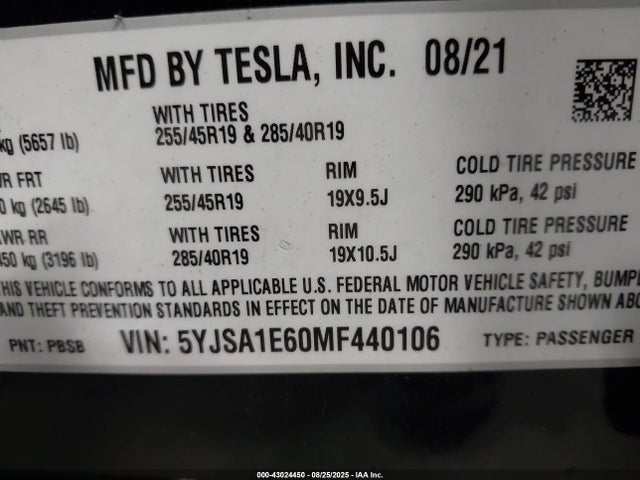 MFD BY TESLA, INC. 08/21
kg (5657 lb) WITH TIRES 255/45R19 & 285/40R19
WR FRT WITH TIRES RIM COLD TIRE PRESSURE
0 kg (2645 lb) 255/45R19 19X9.5J 290 kPa, 42 psi
WR RR WITH TIRES RIM COLD TIRE PRESSURE
450 kg (3196 lb) 285/40R19 19X10.5J 290 kPa, 42 psi
THIS VEHICLE CONFORMS TO ALL APPLICABLE U.S. FEDERAL MOTOR VEHICLE SAFETY, BUMPE
AND THEFT PREVENTION STANDARDS IN EFFECT ON THE DATE OF MANUFACTURE SHOWN ABO
PNT: PBSB VIN: 5YJSA1E60MF440106 TYPE: PASSENGER
000-43024450 - 08/25/2025 - IAA Inc.